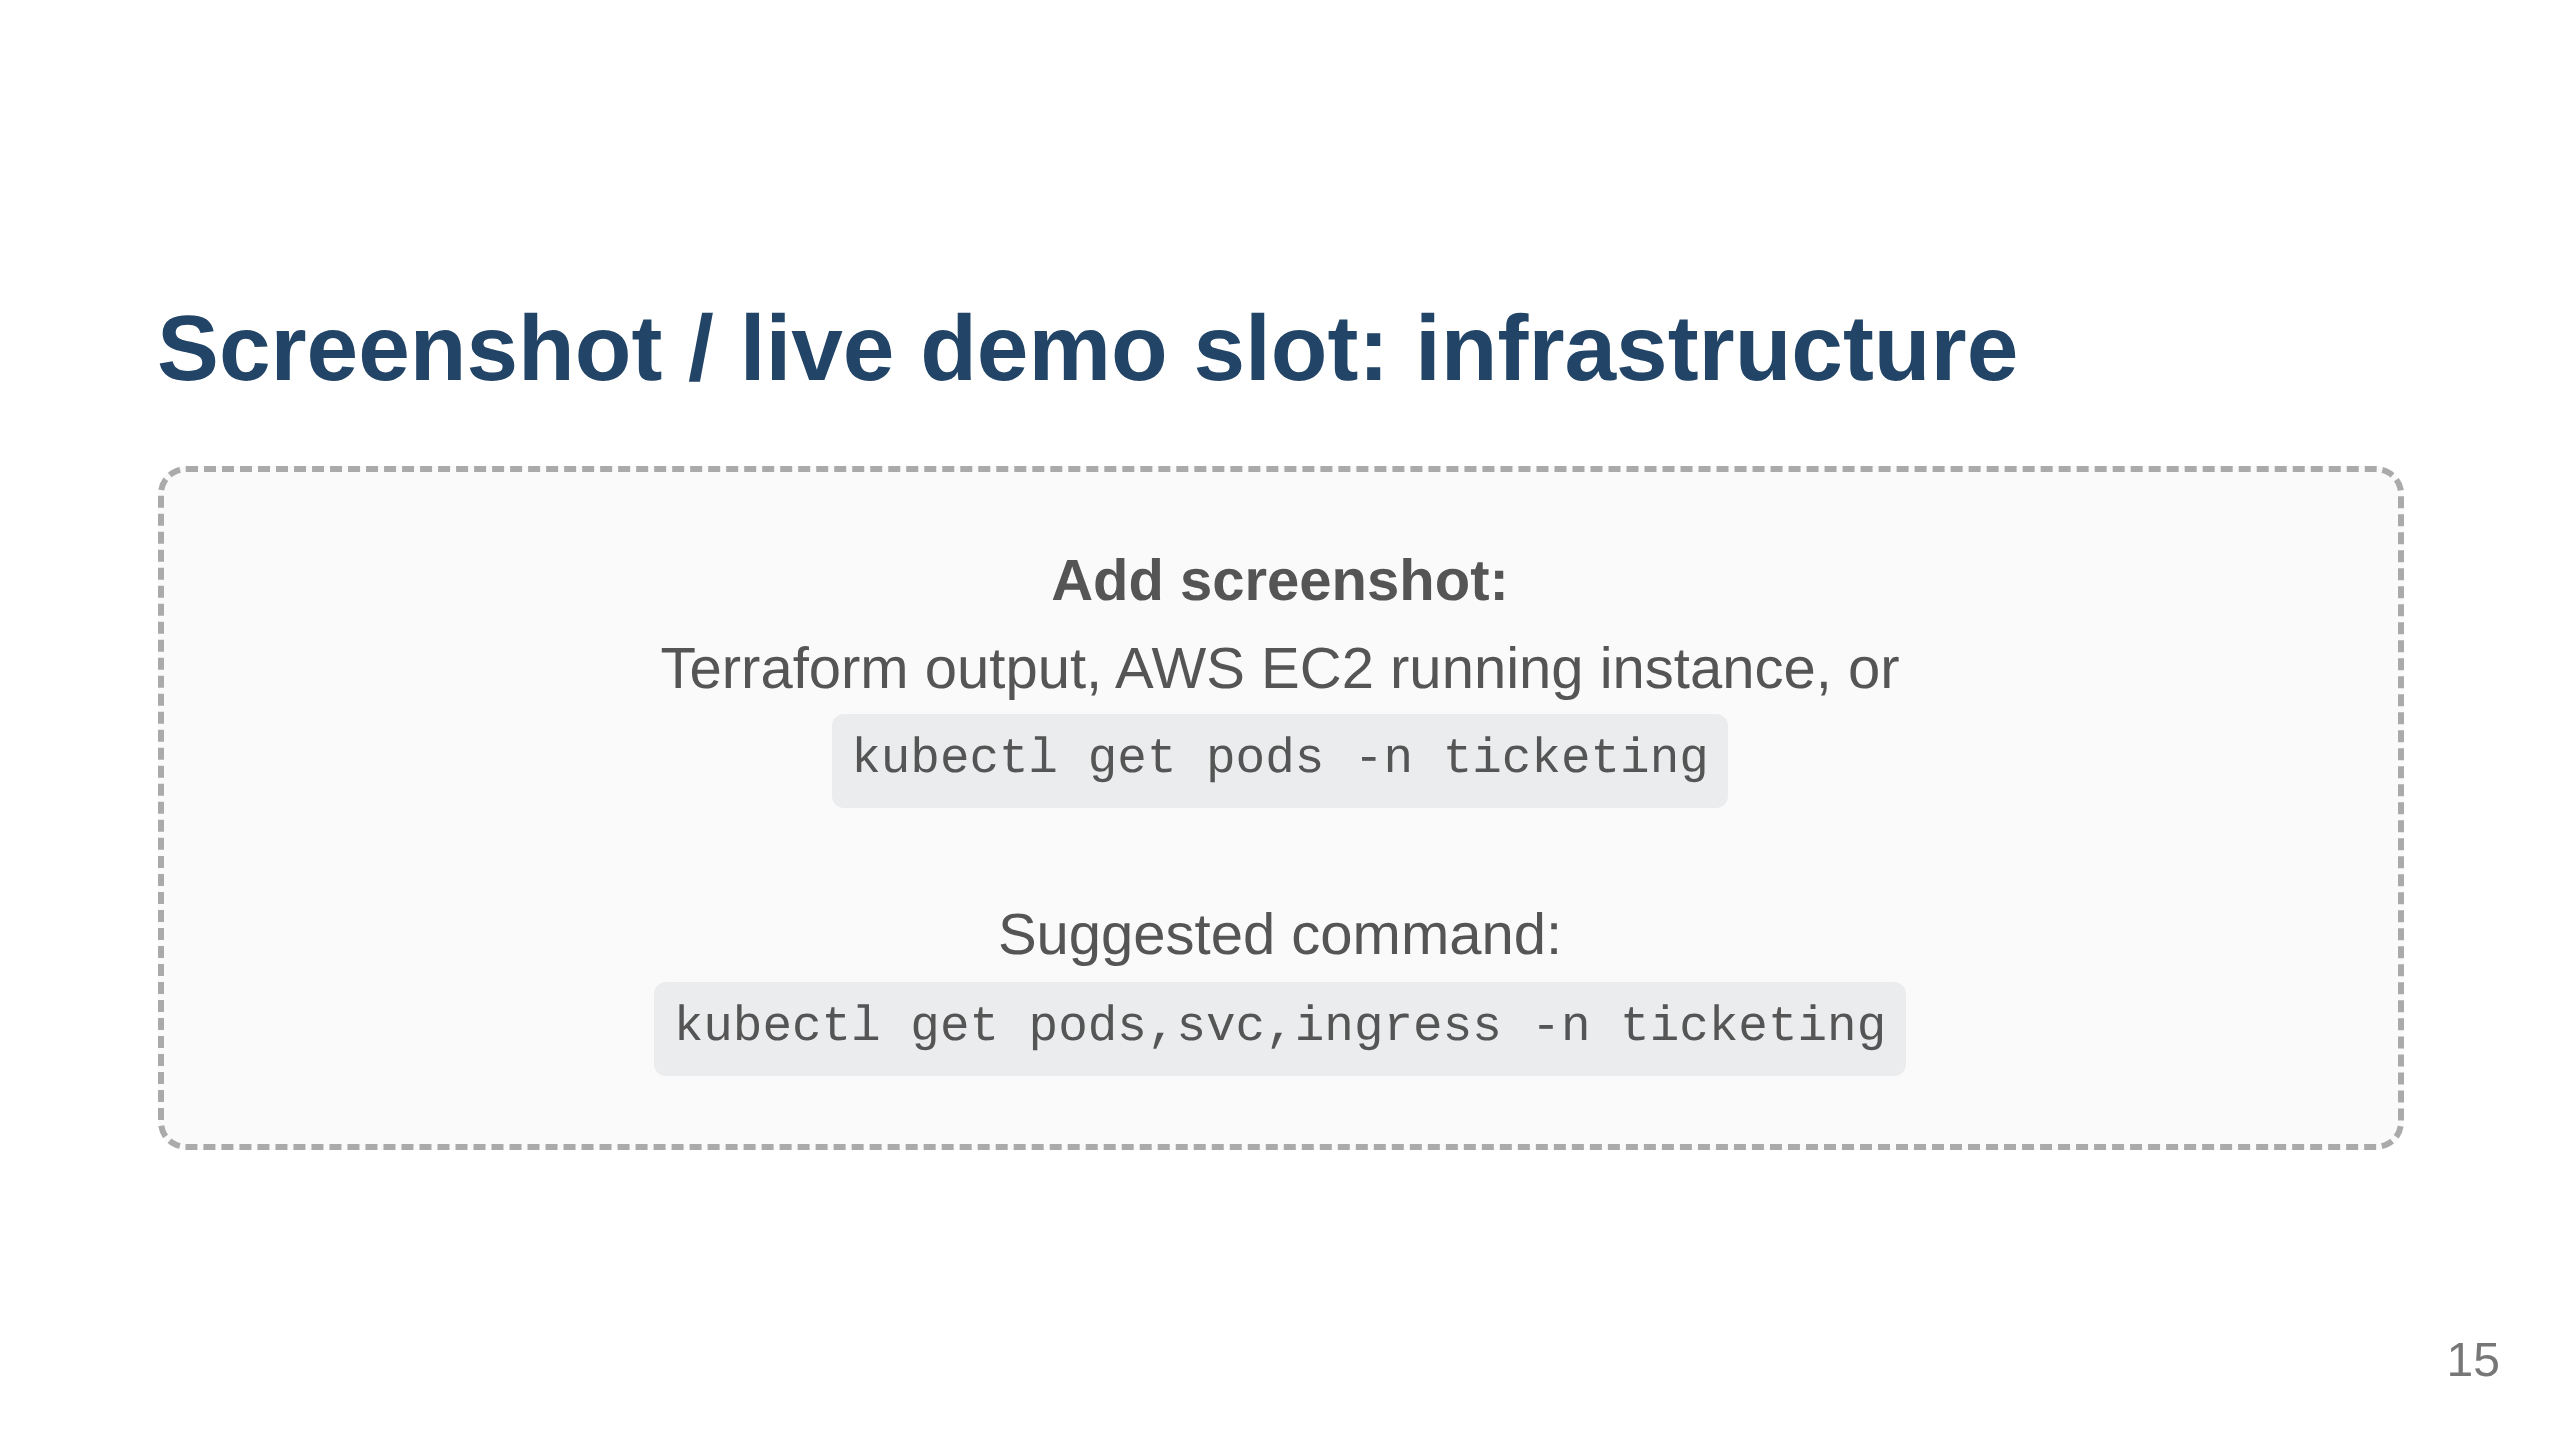 Screenshot / live demo slot: infrastructure
Add screenshot:
Terraform output, AWS EC2 running instance, or
kubectl get pods -n ticketing
Suggested command:
kubectl get pods,svc,ingress -n ticketing
15